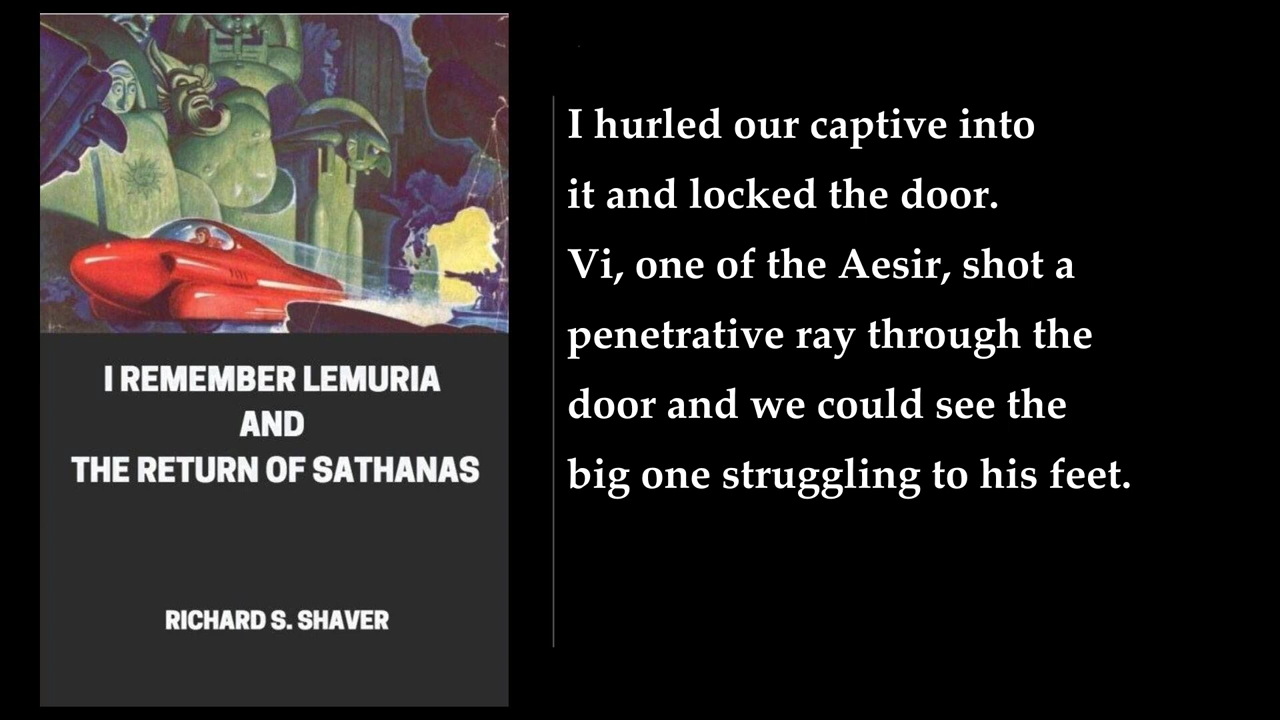 I REMEMBER LEMURIA
AND
THE RETURN OF SATHANAS
RICHARD S. SHAVER
I hurled our captive into
it and locked the door.
Vi, one of the Aesir, shot a
penetrative ray through the
door and we could see the
big one struggling to his feet.